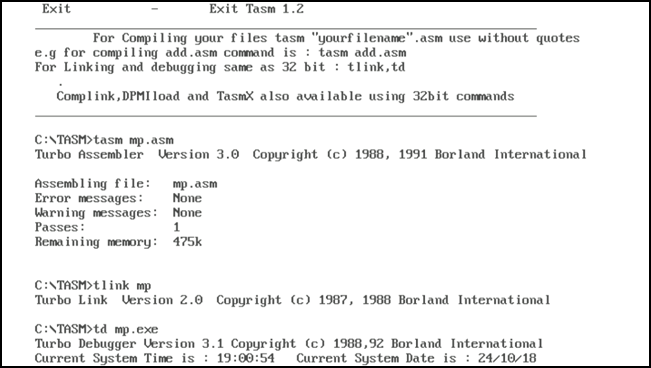 Exit - Exit Tasm 1.2
For Compiling your files tasm "yourfilename".asm use without quotes
e.g for compiling add.asm command is : tasm add.asm
For Linking and debugging same as 32 bit : tlink,td
.
Complink,DPMIload and TasmX also available using 32bit commands
C:\TASM>tasm mp.asm
Turbo Assembler Version 3.0 Copyright (c) 1988, 1991 Borland International
Assembling file: mp.asm
Error messages: None
Warning messages: None
Passes: 1
Remaining memory: 475k
C:\TASM>tlink mp
Turbo Link Version 2.0 Copyright (c) 1987, 1988 Borland International
C:\TASM>td mp.exe
Turbo Debugger Version 3.1 Copyright (c) 1988,92 Borland International
Current System Time is : 19:00:54 Current System Date is : 24/10/18